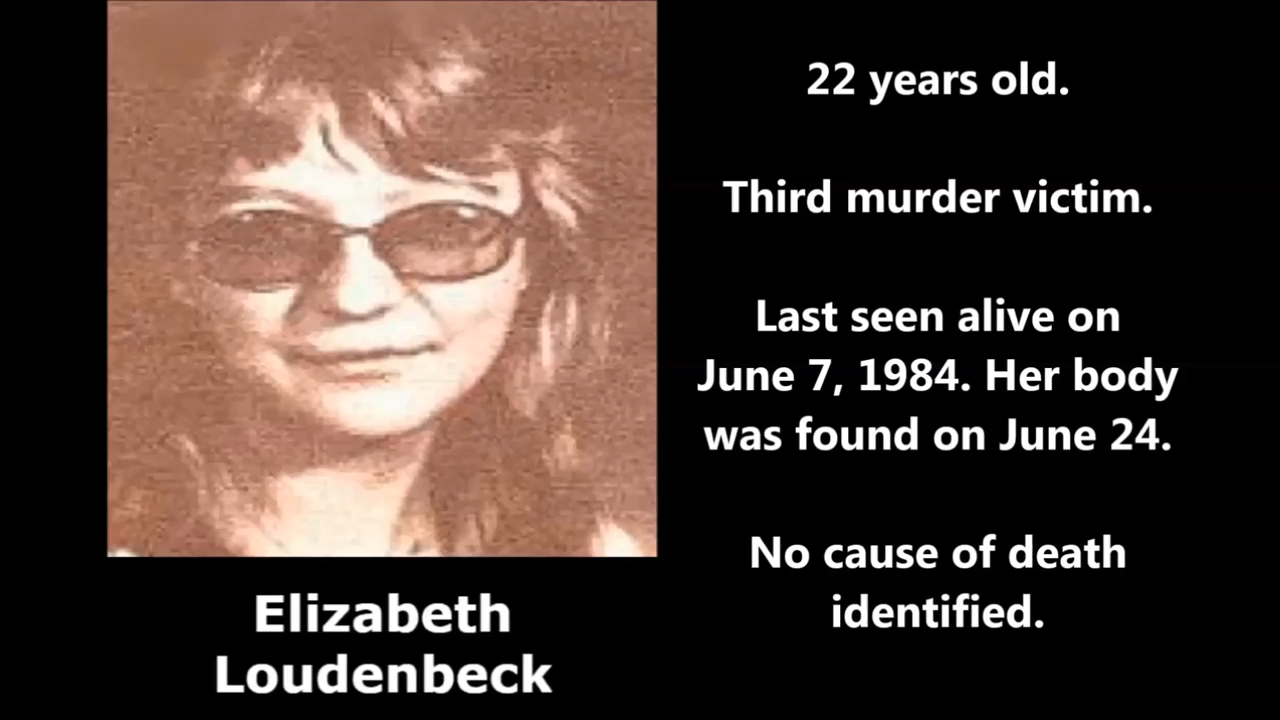 22 years old.
Third murder victim.
Last seen alive on
June 7, 1984. Her body
was found on June 24.
No cause of death
identified.
Elizabeth
Loudenbeck